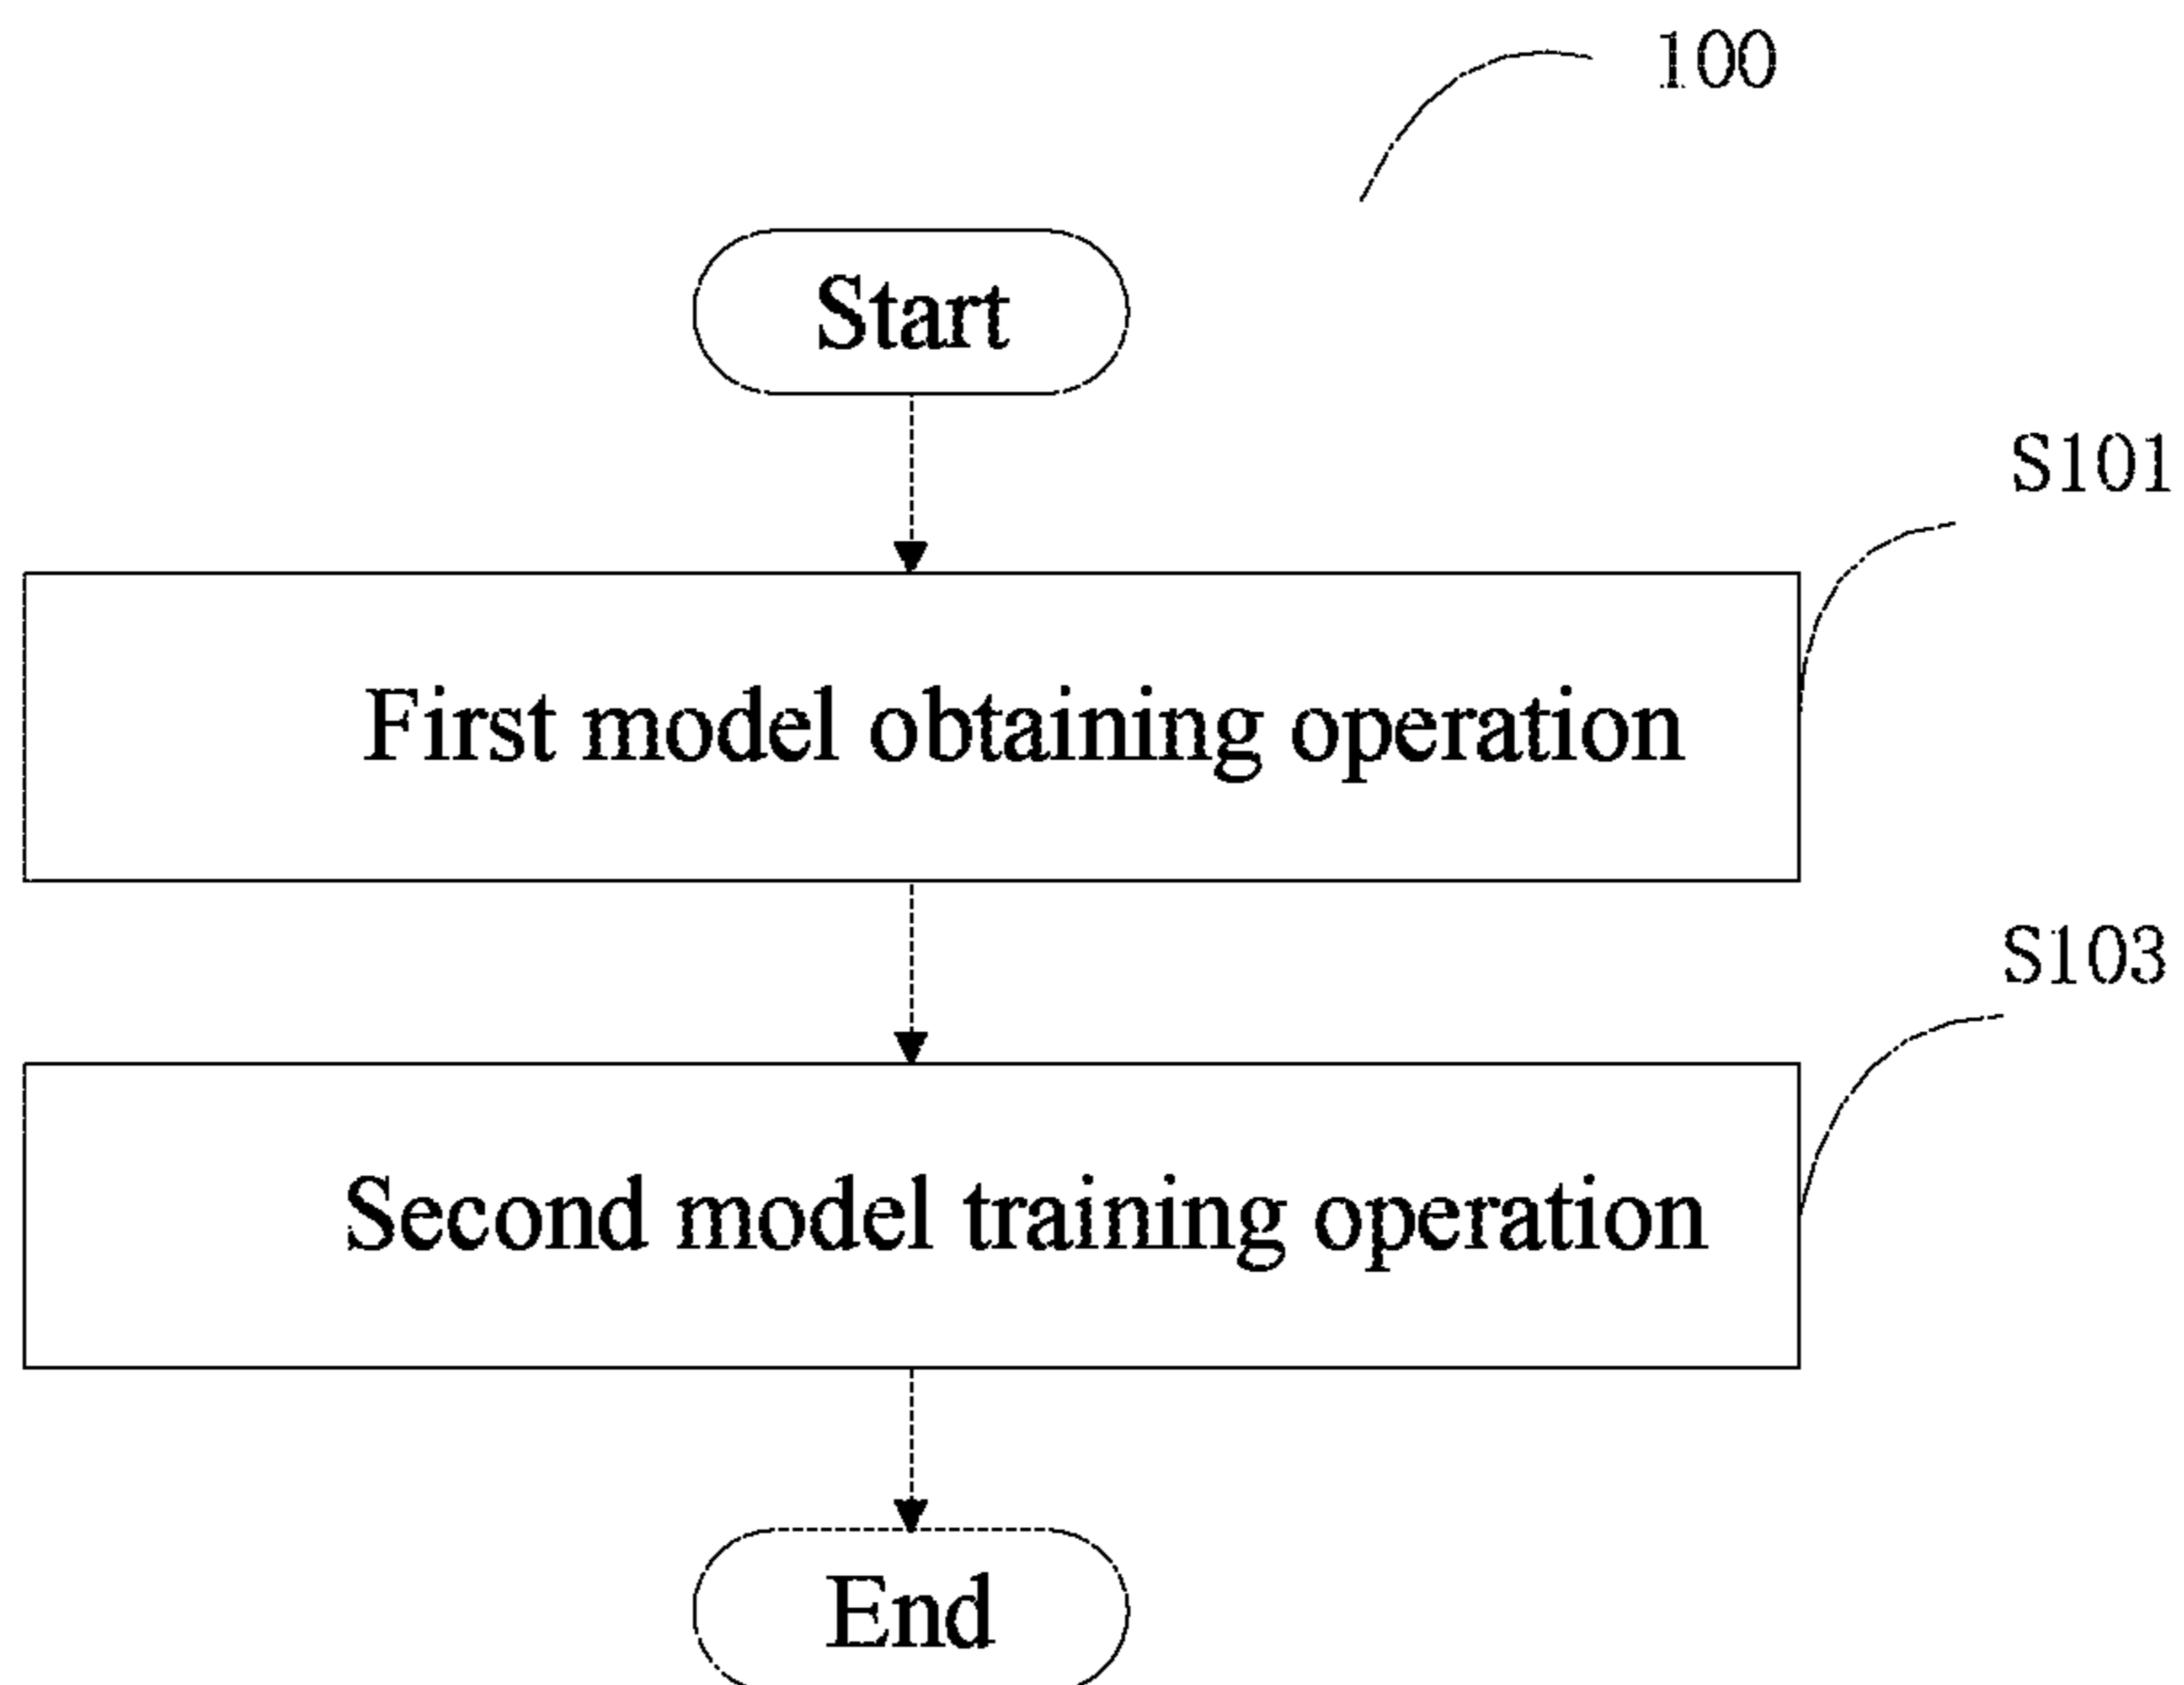 100
Start
S101
First model obtaining operation
S103
Second model training operation
End